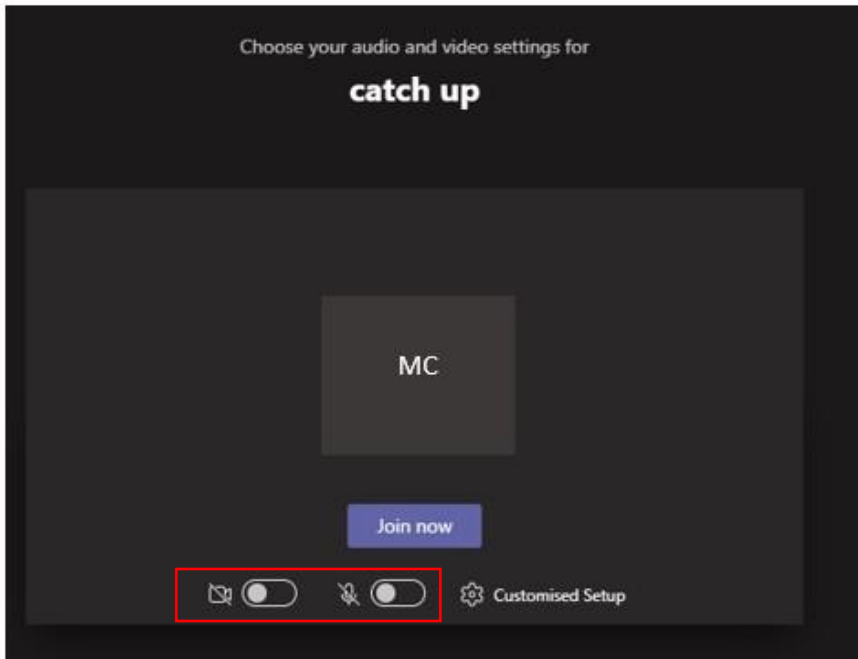 Choose your audio and video settings for
catch up
MC
Join now
Customised Setup